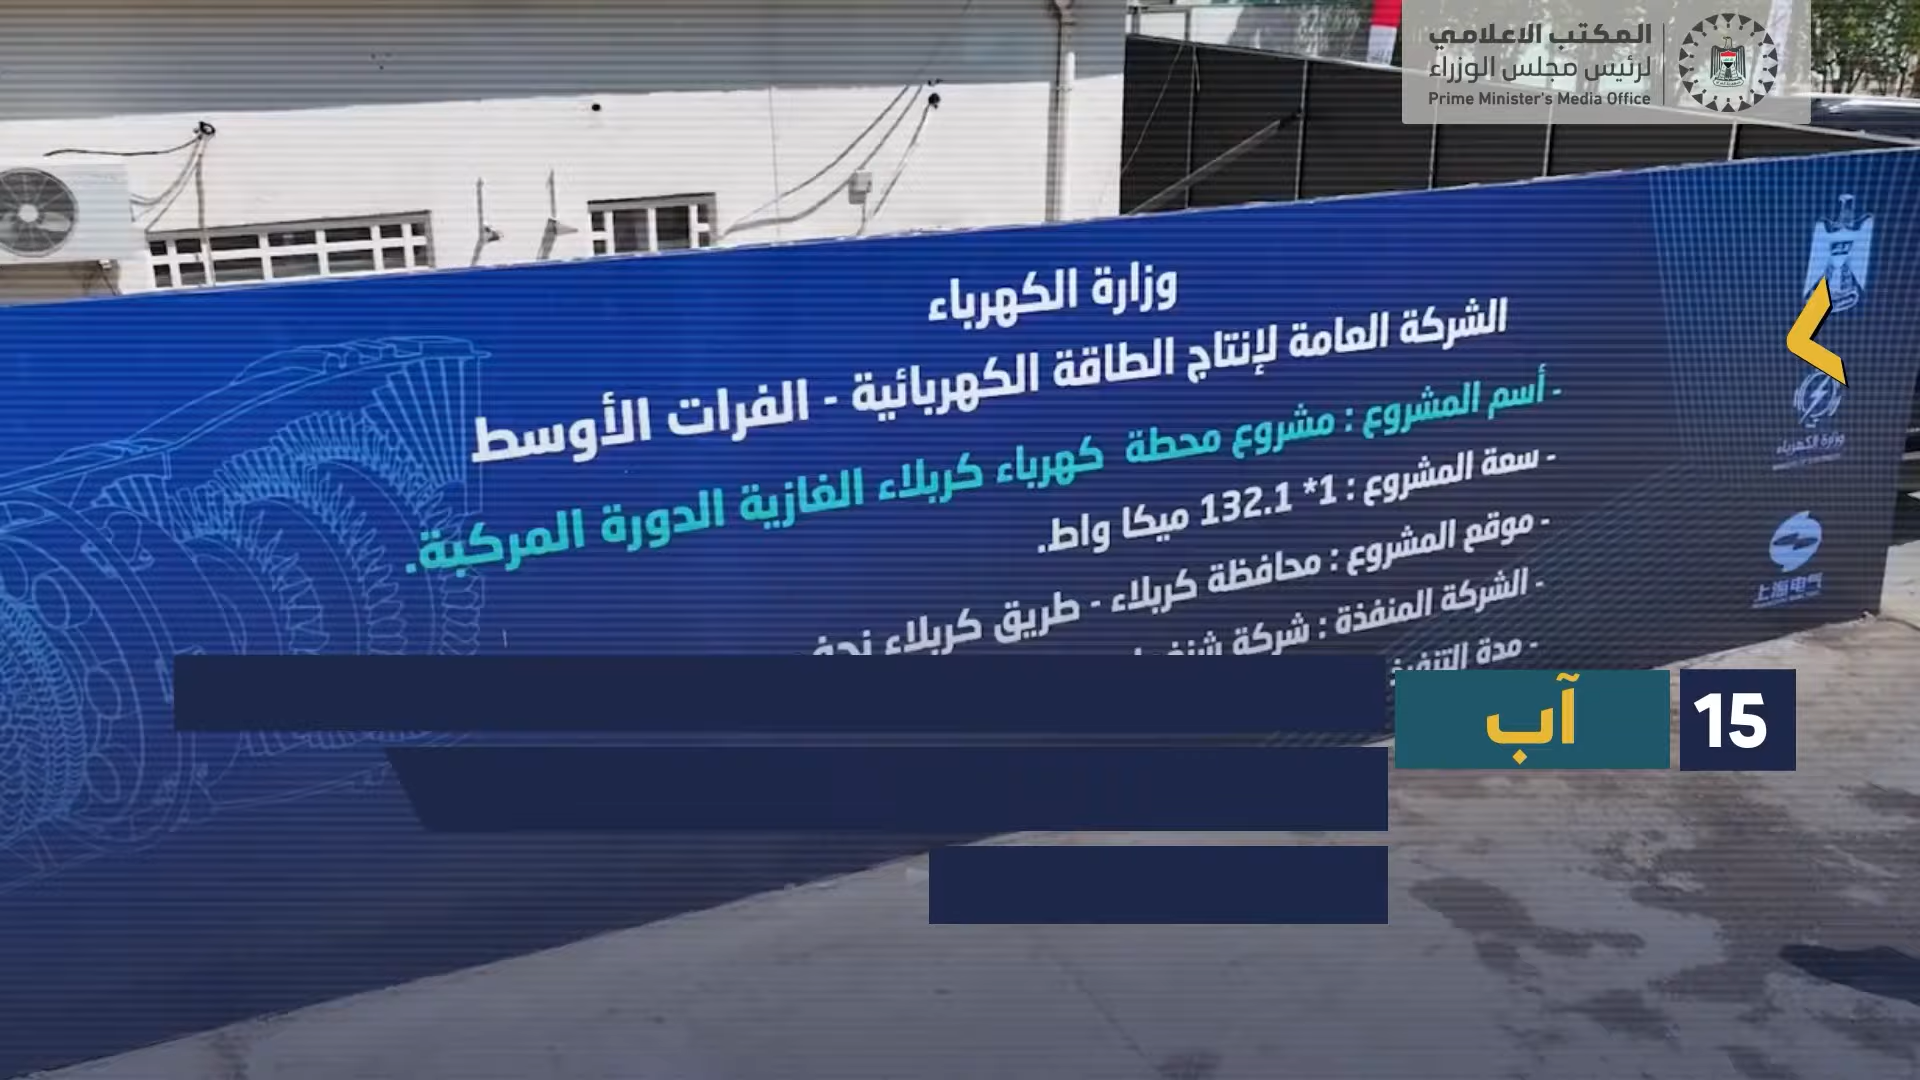 المكتب الاعلامي
لرئيس مجلس الوزراء
Prime Minister's Media Office
وزارة الكهرباء
الشركة العامة لإنتاج الطاقة الكهربائية - الفرات الأوسط
- أسم المشروع : مشروع محطة كهرباء كربلاء الغازية الدورة المركبة.
- سعة المشروع : 1* 132.1 ميكا واط.
- موقع المشروع : محافظة كربلاء - طريق كربلاء نجف
- الشركة المنفذة : شركة
- مدة التنفيذ
وزارة الكهرباء
上海电气
15 آب